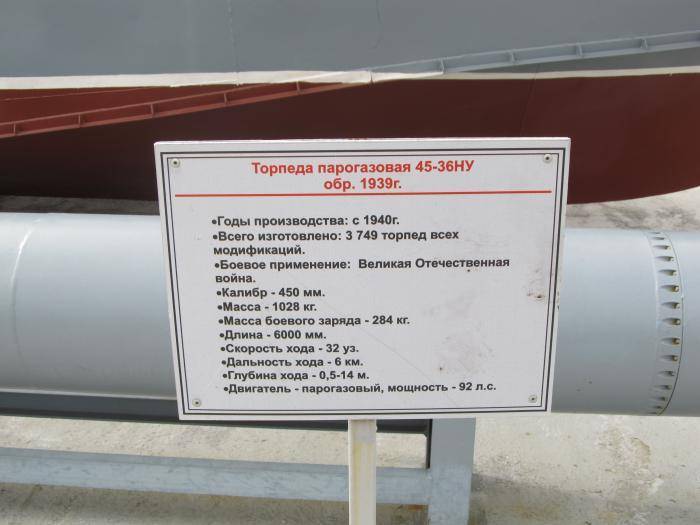 Торпеда парогазовая 45-36НУ
обр. 1939г.
•Годы производства: с 1940г.
•Всего изготовлено: 3 749 торпед всех
модификаций.
•Боевое применение: Великая Отечественная
война.
•Калибр - 450 мм.
•Масса - 1028 кг.
•Масса боевого заряда - 284 кг.
•Длина - 6000 мм.
•Скорость хода - 32 уз.
•Дальность хода - 6 км.
•Глубина хода - 0,5-14 м.
•Двигатель - парогазовый, мощность - 92 л.с.